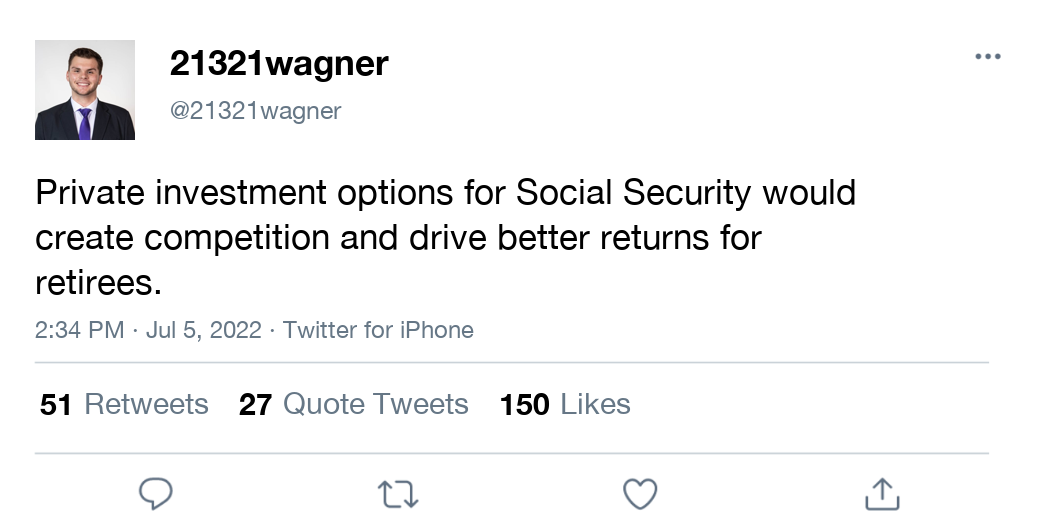 21321wagner
@21321wagner
Private investment options for Social Security would
create competition and drive better returns for
retirees.
2:34 PM · Jul 5, 2022 · Twitter for iPhone
51 Retweets 27 Quote Tweets 150 Likes